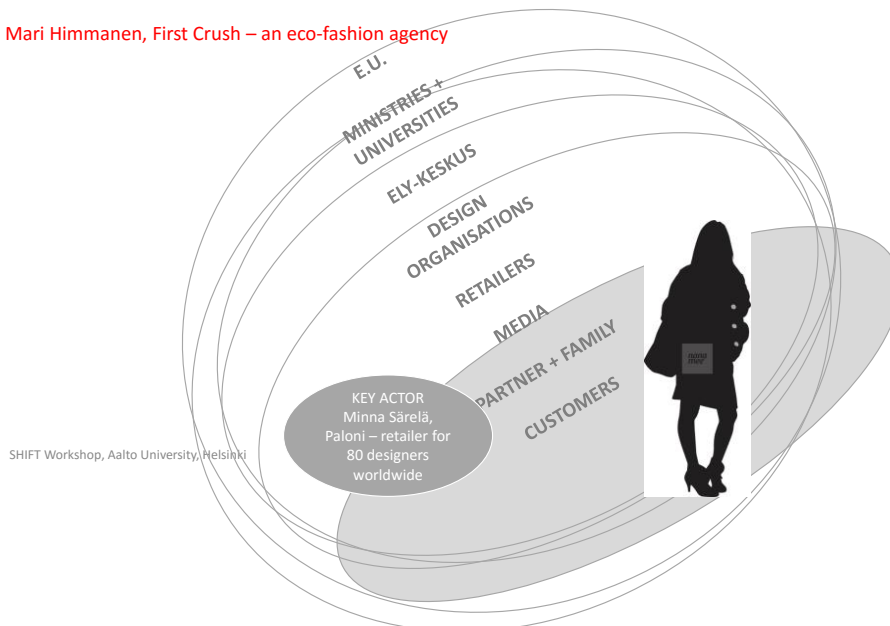 Mari Himmanen, First Crush – an eco-fashion agency
E.U.
MINISTRIES +
UNIVERSITIES
ELY-KESKUS
DESIGN
ORGANISATIONS
RETAILERS
MEDIA
PARTNER + FAMILY
CUSTOMERS
KEY ACTOR
Minna Särelä,
Paloni – retailer for
80 designers
worldwide
SHIFT Workshop, Aalto University, Helsinki